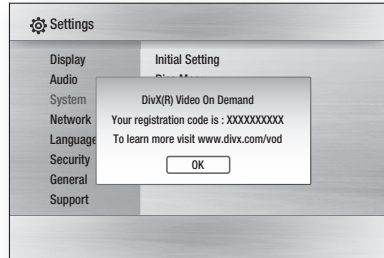 Settings
Display
Initial Setting
Audio
System
DivX(R) Video On Demand
Network
Your registration code is : XXXXXXXXXX
Language
To learn more visit www.divx.com/vod
Security
OK
General
Support